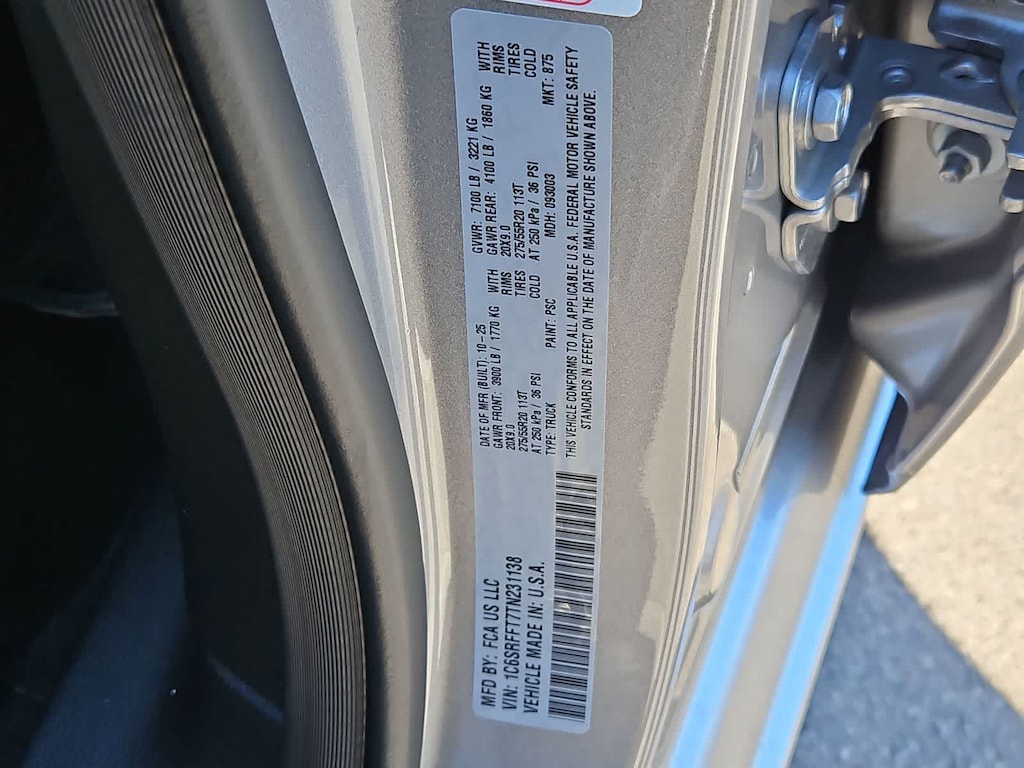 MFD BY: FCA US LLC
DATE OF MFR (BUILT): 10-25
GVWR: 7100 LB / 3221 KG
VIN: 1C6SRFFT7TN231138
GAWR FRONT: 3900 LB / 1770 KG WITH
GAWR REAR: 4100 LB / 1860 KG WITH
20X9.0 RIMS
20X9.0 RIMS
275/55R20 113T TIRES
275/55R20 113T TIRES
AT 250 kPa / 36 PSI COLD
AT 250 kPa / 36 PSI COLD
VEHICLE MADE IN: U.S.A.
TYPE: TRUCK PAINT: PSC MDH: 093003 MKT: 875
THIS VEHICLE CONFORMS TO ALL APPLICABLE U.S.A. FEDERAL MOTOR VEHICLE SAFETY
STANDARDS IN EFFECT ON THE DATE OF MANUFACTURE SHOWN ABOVE.